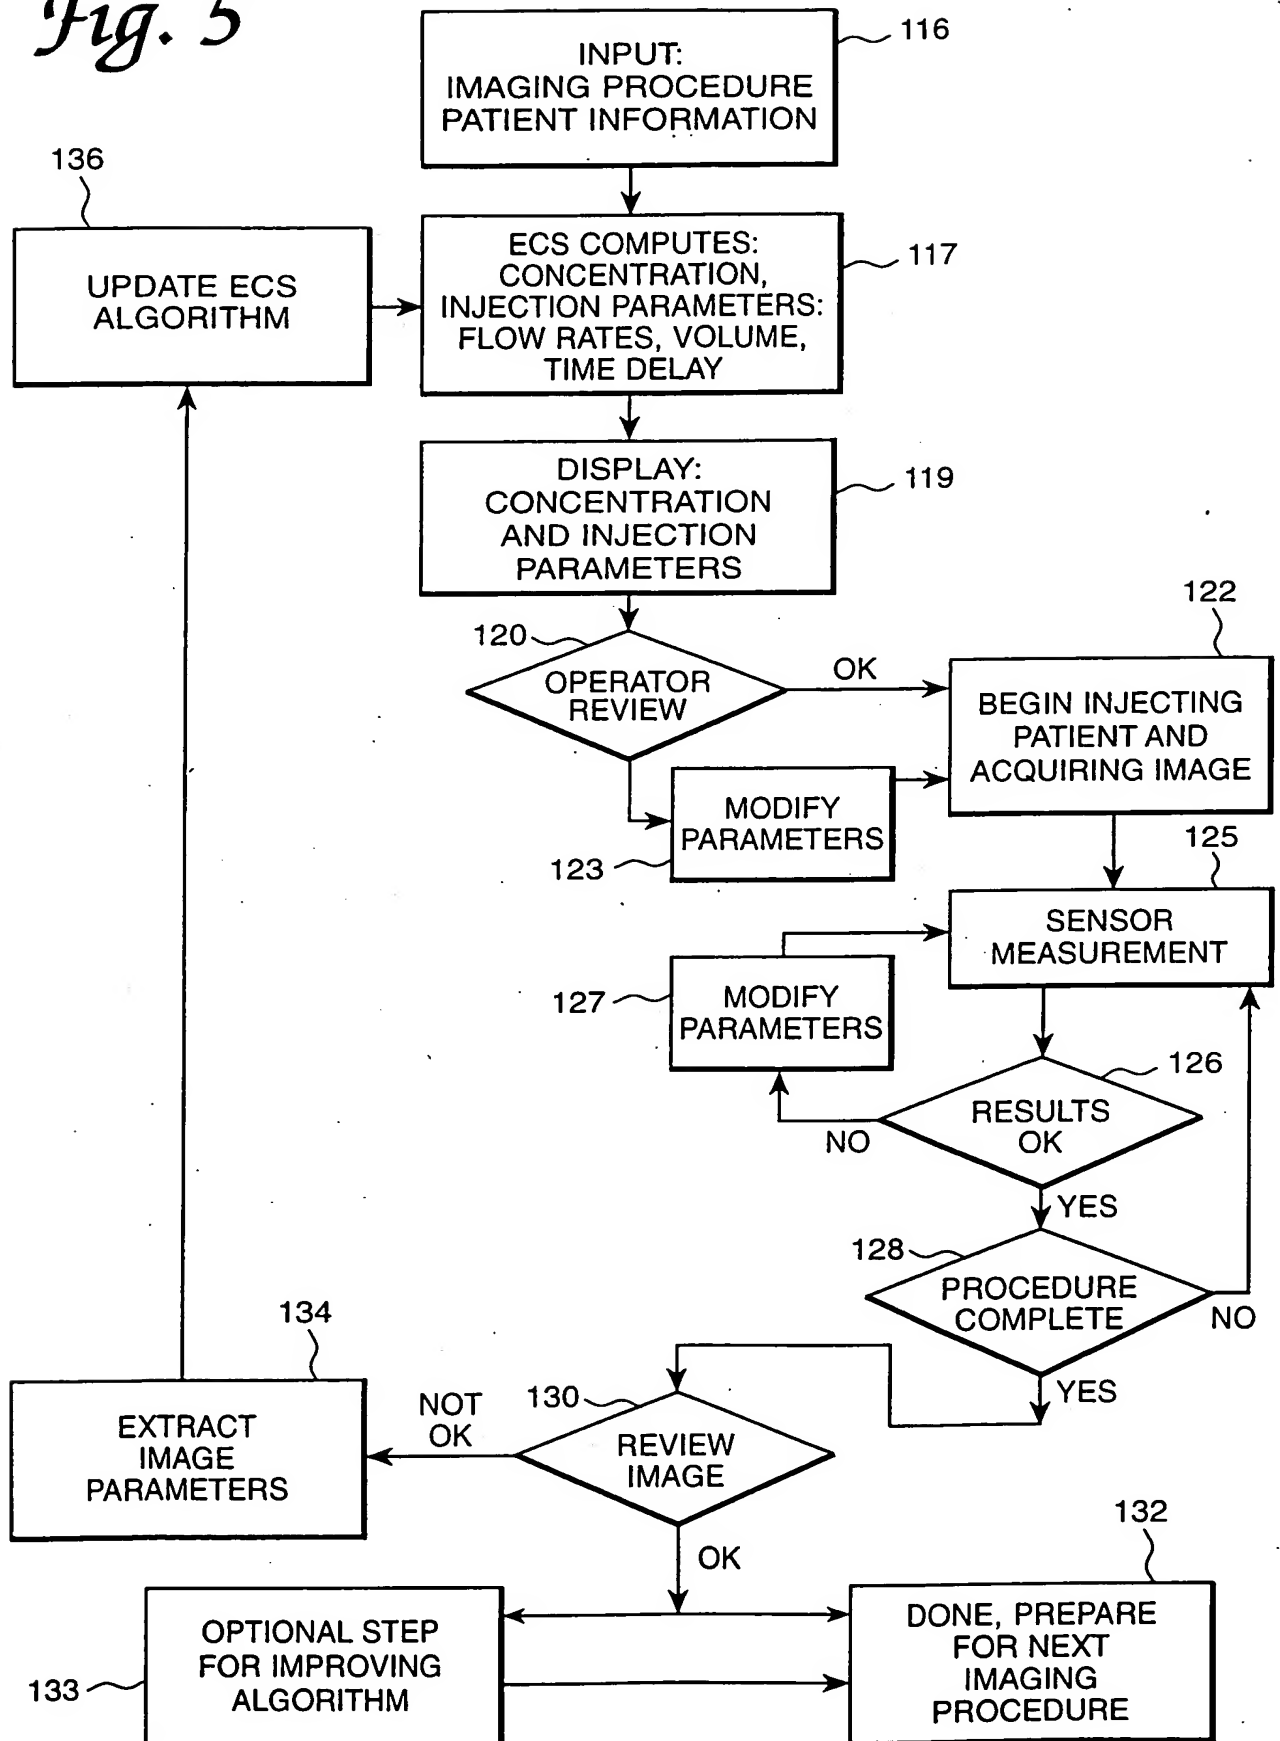 Fig. 5
116
INPUT:
IMAGING PROCEDURE
PATIENT INFORMATION
136
UPDATE ECS
ALGORITHM
117
ECS COMPUTES:
CONCENTRATION,
INJECTION PARAMETERS:
FLOW RATES, VOLUME,
TIME DELAY
119
DISPLAY:
CONCENTRATION
AND INJECTION
PARAMETERS
120
OPERATOR
REVIEW
OK
122
BEGIN INJECTING
PATIENT AND
ACQUIRING IMAGE
MODIFY
PARAMETERS
123
125
SENSOR
MEASUREMENT
127
MODIFY
PARAMETERS
126
RESULTS
OK
NO
YES
128
PROCEDURE
COMPLETE
NO
YES
134
EXTRACT
IMAGE
PARAMETERS
NOT
OK
130
REVIEW
IMAGE
OK
132
OPTIONAL STEP
FOR IMPROVING
ALGORITHM
133
DONE, PREPARE
FOR NEXT
IMAGING
PROCEDURE